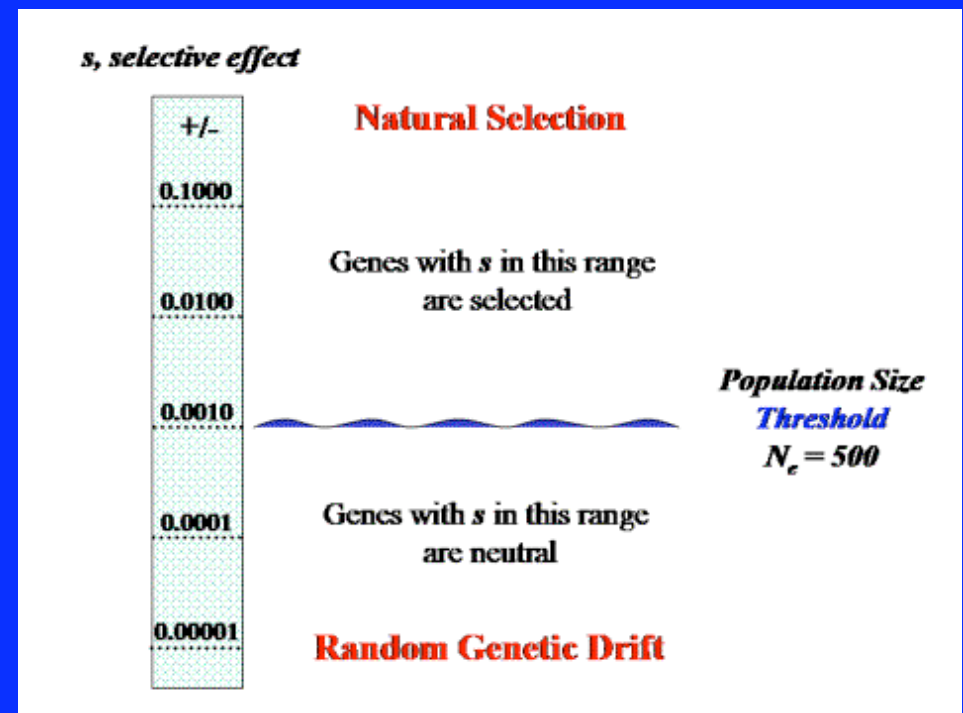 s, selective effect
+/-
Natural Selection
0.1000
Genes with s in this range
are selected
0.0100
Population Size
Threshold
Nₑ = 500
0.0010
Genes with s in this range
are neutral
0.0001
0.00001
Random Genetic Drift